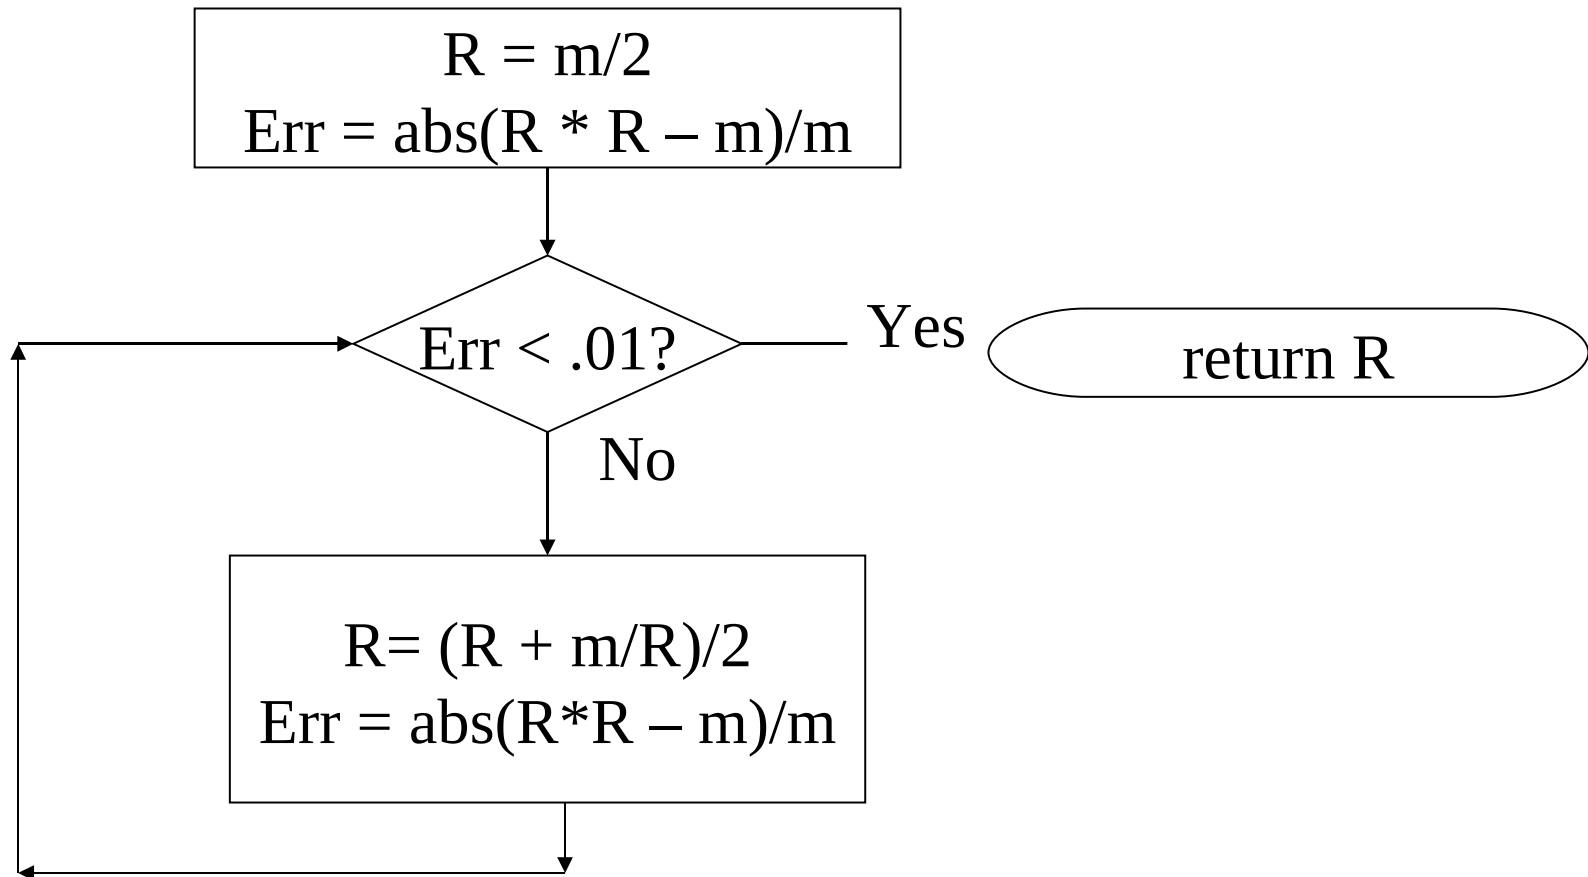 R = m/2
Err = abs(R * R – m)/m
Err < .01?
Yes
return R
No
R= (R + m/R)/2
Err = abs(R*R – m)/m